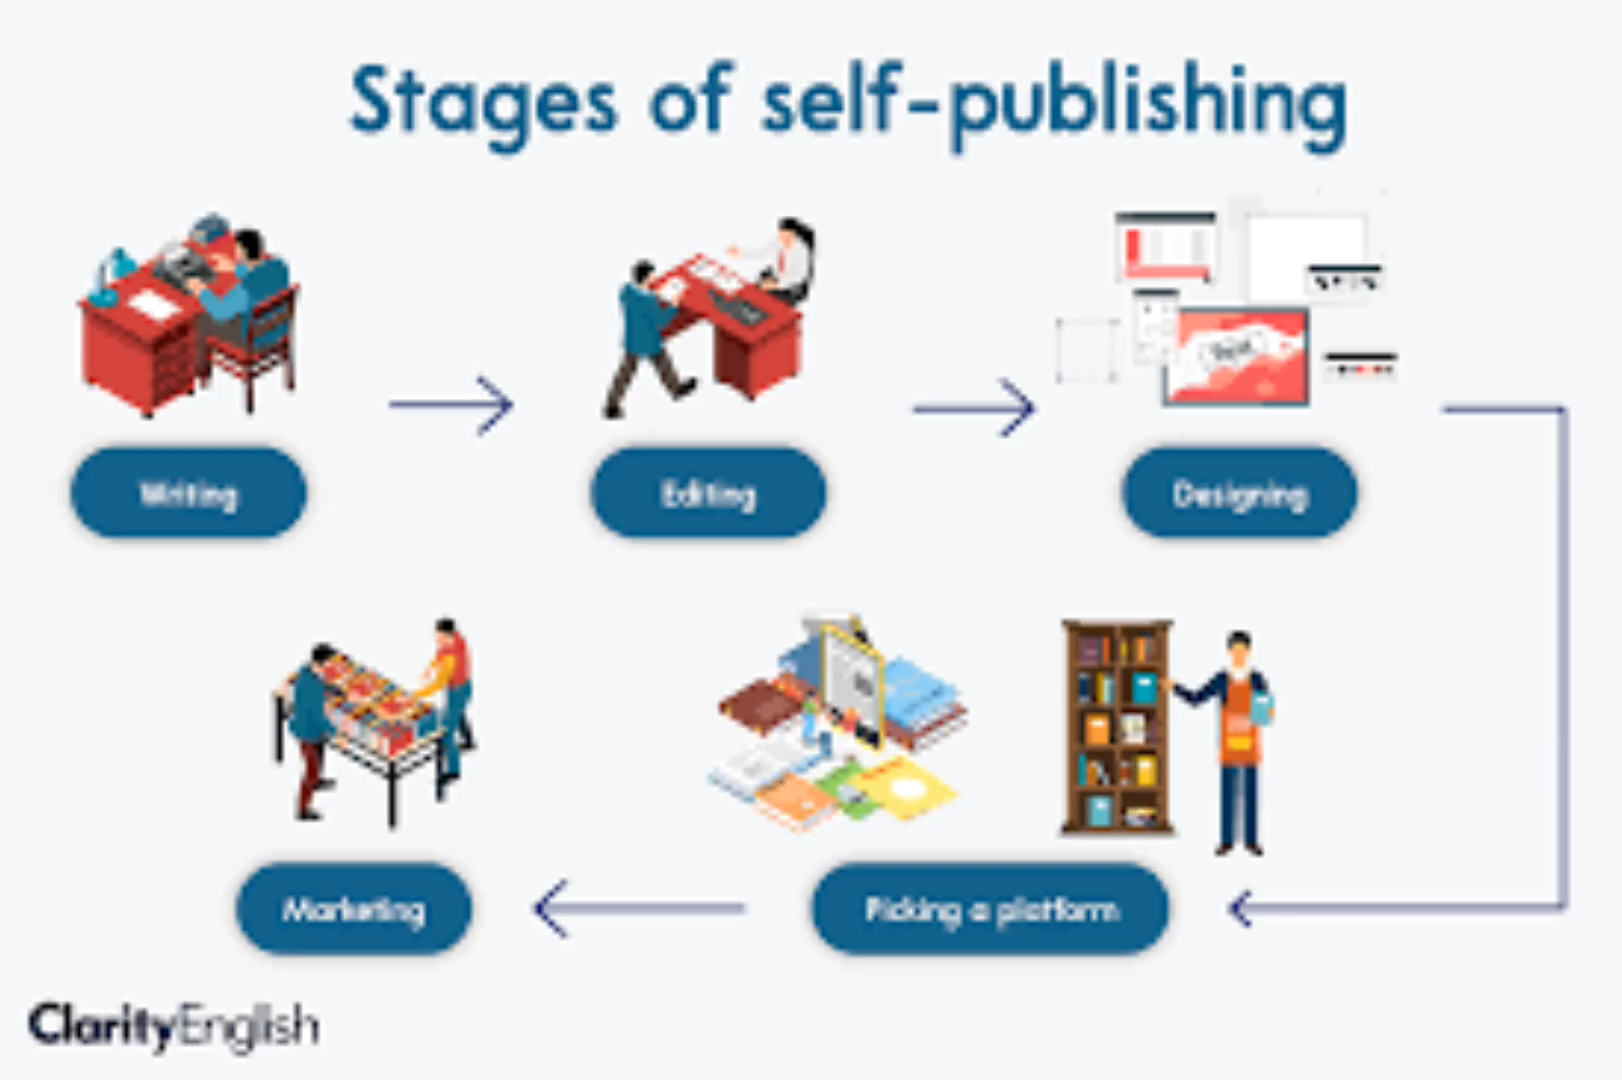 Stages of self-publishing
Writing
Editing
Designing
Picking a platform
Marketing
ClarityEnglish